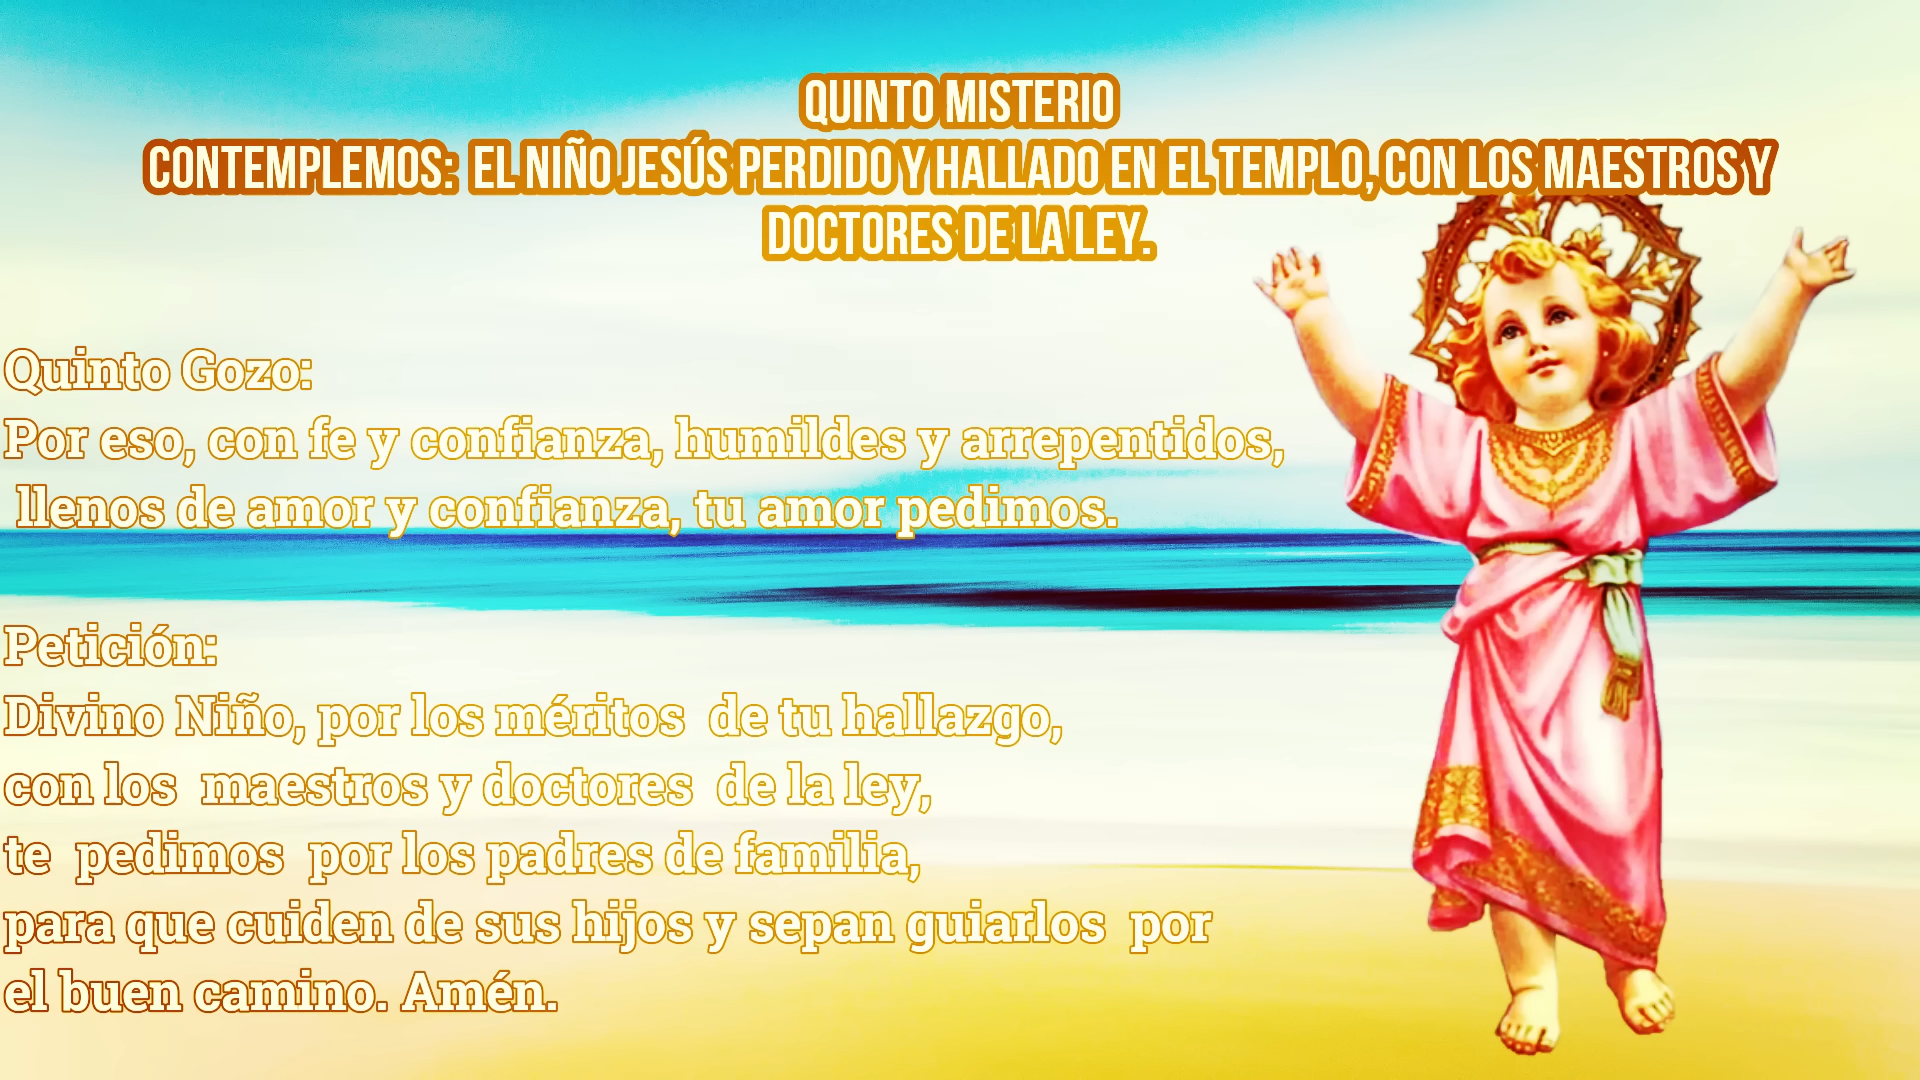 QUINTO MISTERIO
CONTEMPLEMOS: EL NIÑO JESÚS PERDIDO Y HALLADO EN EL TEMPLO, CON LOS MAESTROS Y
DOCTORES DE LA LEY.
Quinto Gozo:
Por eso, con fe y confianza, humildes y arrepentidos,
llenos de amor y confianza, tu amor pedimos.
Petición:
Divino Niño, por los méritos de tu hallazgo,
con los maestros y doctores de la ley,
te pedimos por los padres de familia,
para que cuiden de sus hijos y sepan guiarlos por
el buen camino. Amén.